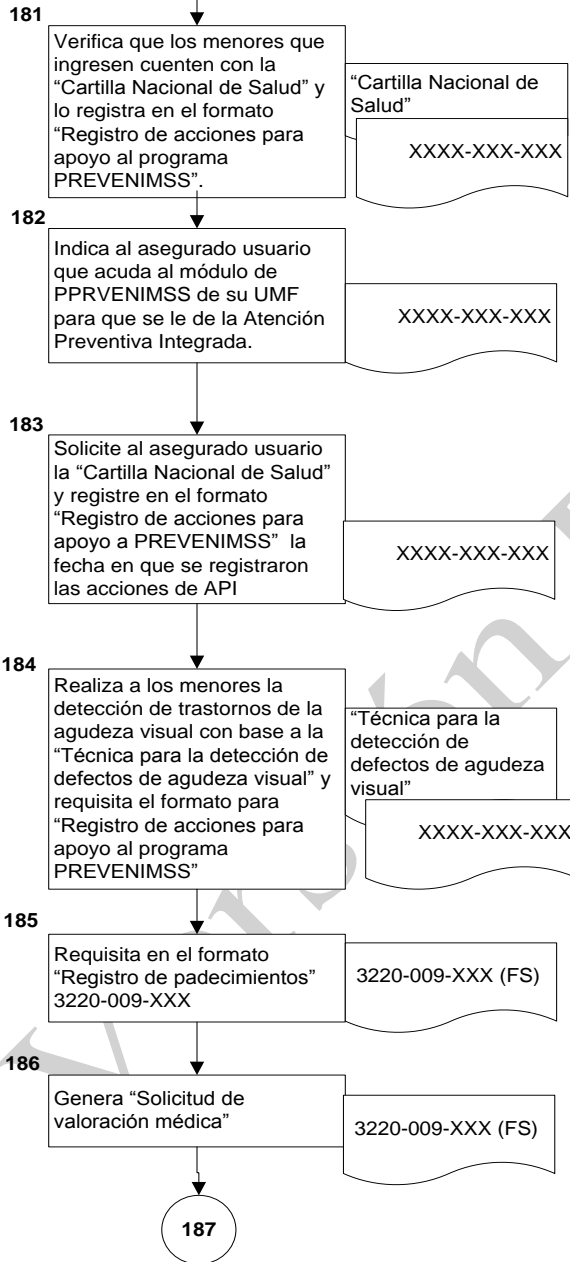 181
Verifica que los menores que
ingresen cuenten con la
“Cartilla Nacional de Salud” y
lo registra en el formato
“Registro de acciones para
apoyo al programa
PREVENIMSS”.
“Cartilla Nacional de
Salud”
XXXX-XXX-XXX
182
Indica al asegurado usuario
que acuda al módulo de
PPRVENIMSS de su UMF
para que se le de la Atención
Preventiva Integrada.
XXXX-XXX-XXX
183
Solicite al asegurado usuario
la “Cartilla Nacional de Salud”
y registre en el formato
“Registro de acciones para
apoyo a PREVENIMSS” la
fecha en que se registraron
las acciones de API
XXXX-XXX-XXX
184
Realiza a los menores la
detección de trastornos de la
agudeza visual con base a la
“Técnica para la detección de
defectos de agudeza visual” y
requisita el formato para
“Registro de acciones para
apoyo al programa
PREVENIMSS”
“Técnica para la
detección de
defectos de agudeza
visual”
XXXX-XXX-XXX
185
Requisita en el formato
“Registro de padecimientos”
3220-009-XXX
3220-009-XXX (FS)
186
Genera “Solicitud de
valoración médica”
3220-009-XXX (FS)
187
Versión